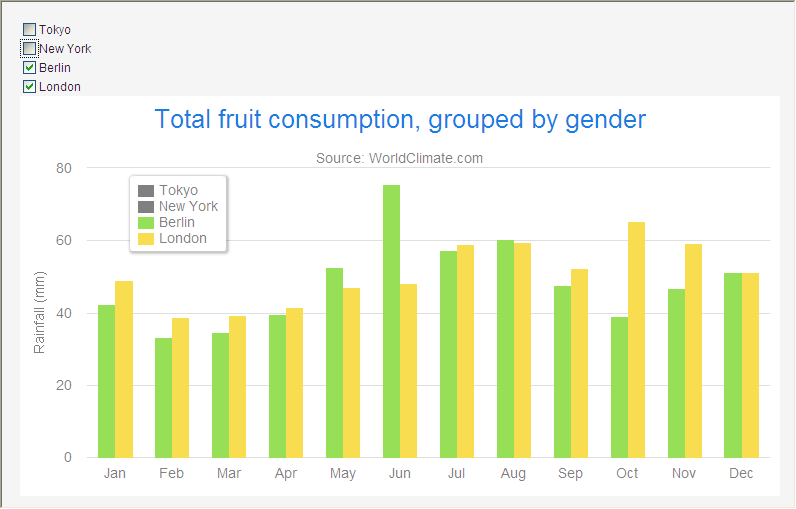 Tokyo
New York
Berlin
London
Total fruit consumption, grouped by gender
Source: WorldClimate.com
Rainfall (mm)
80
60
40
20
0
Tokyo
New York
Berlin
London
Jan Feb Mar Apr May Jun Jul Aug Sep Oct Nov Dec